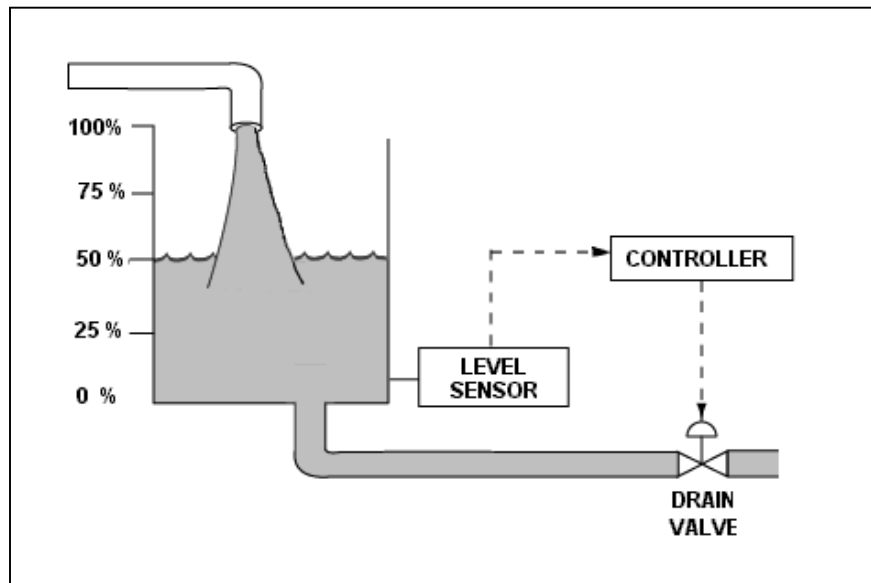 100%
75 %
50 %
25 %
0 %
CONTROLLER
LEVEL
SENSOR
DRAIN
VALVE